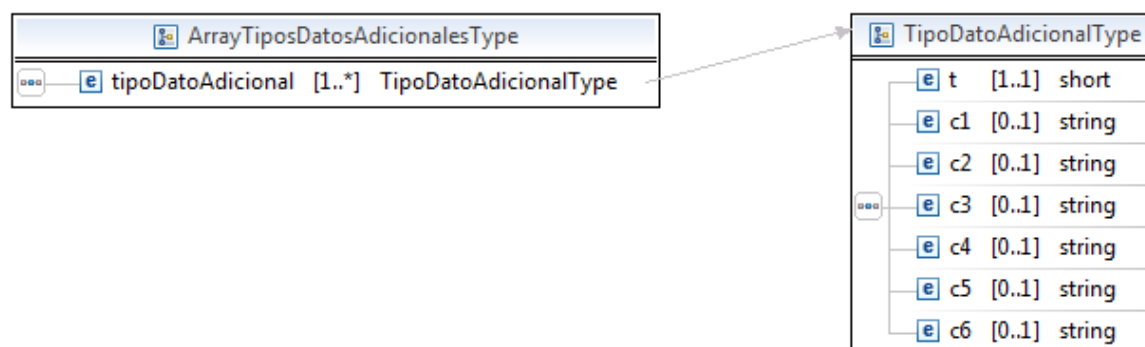 ArrayTiposDatosAdicionalesType
e tipoDatoAdicional [1..*] TipoDatoAdicionalType
TipoDatoAdicionalType
e t [1..1] short
e c1 [0..1] string
e c2 [0..1] string
e c3 [0..1] string
e c4 [0..1] string
e c5 [0..1] string
e c6 [0..1] string